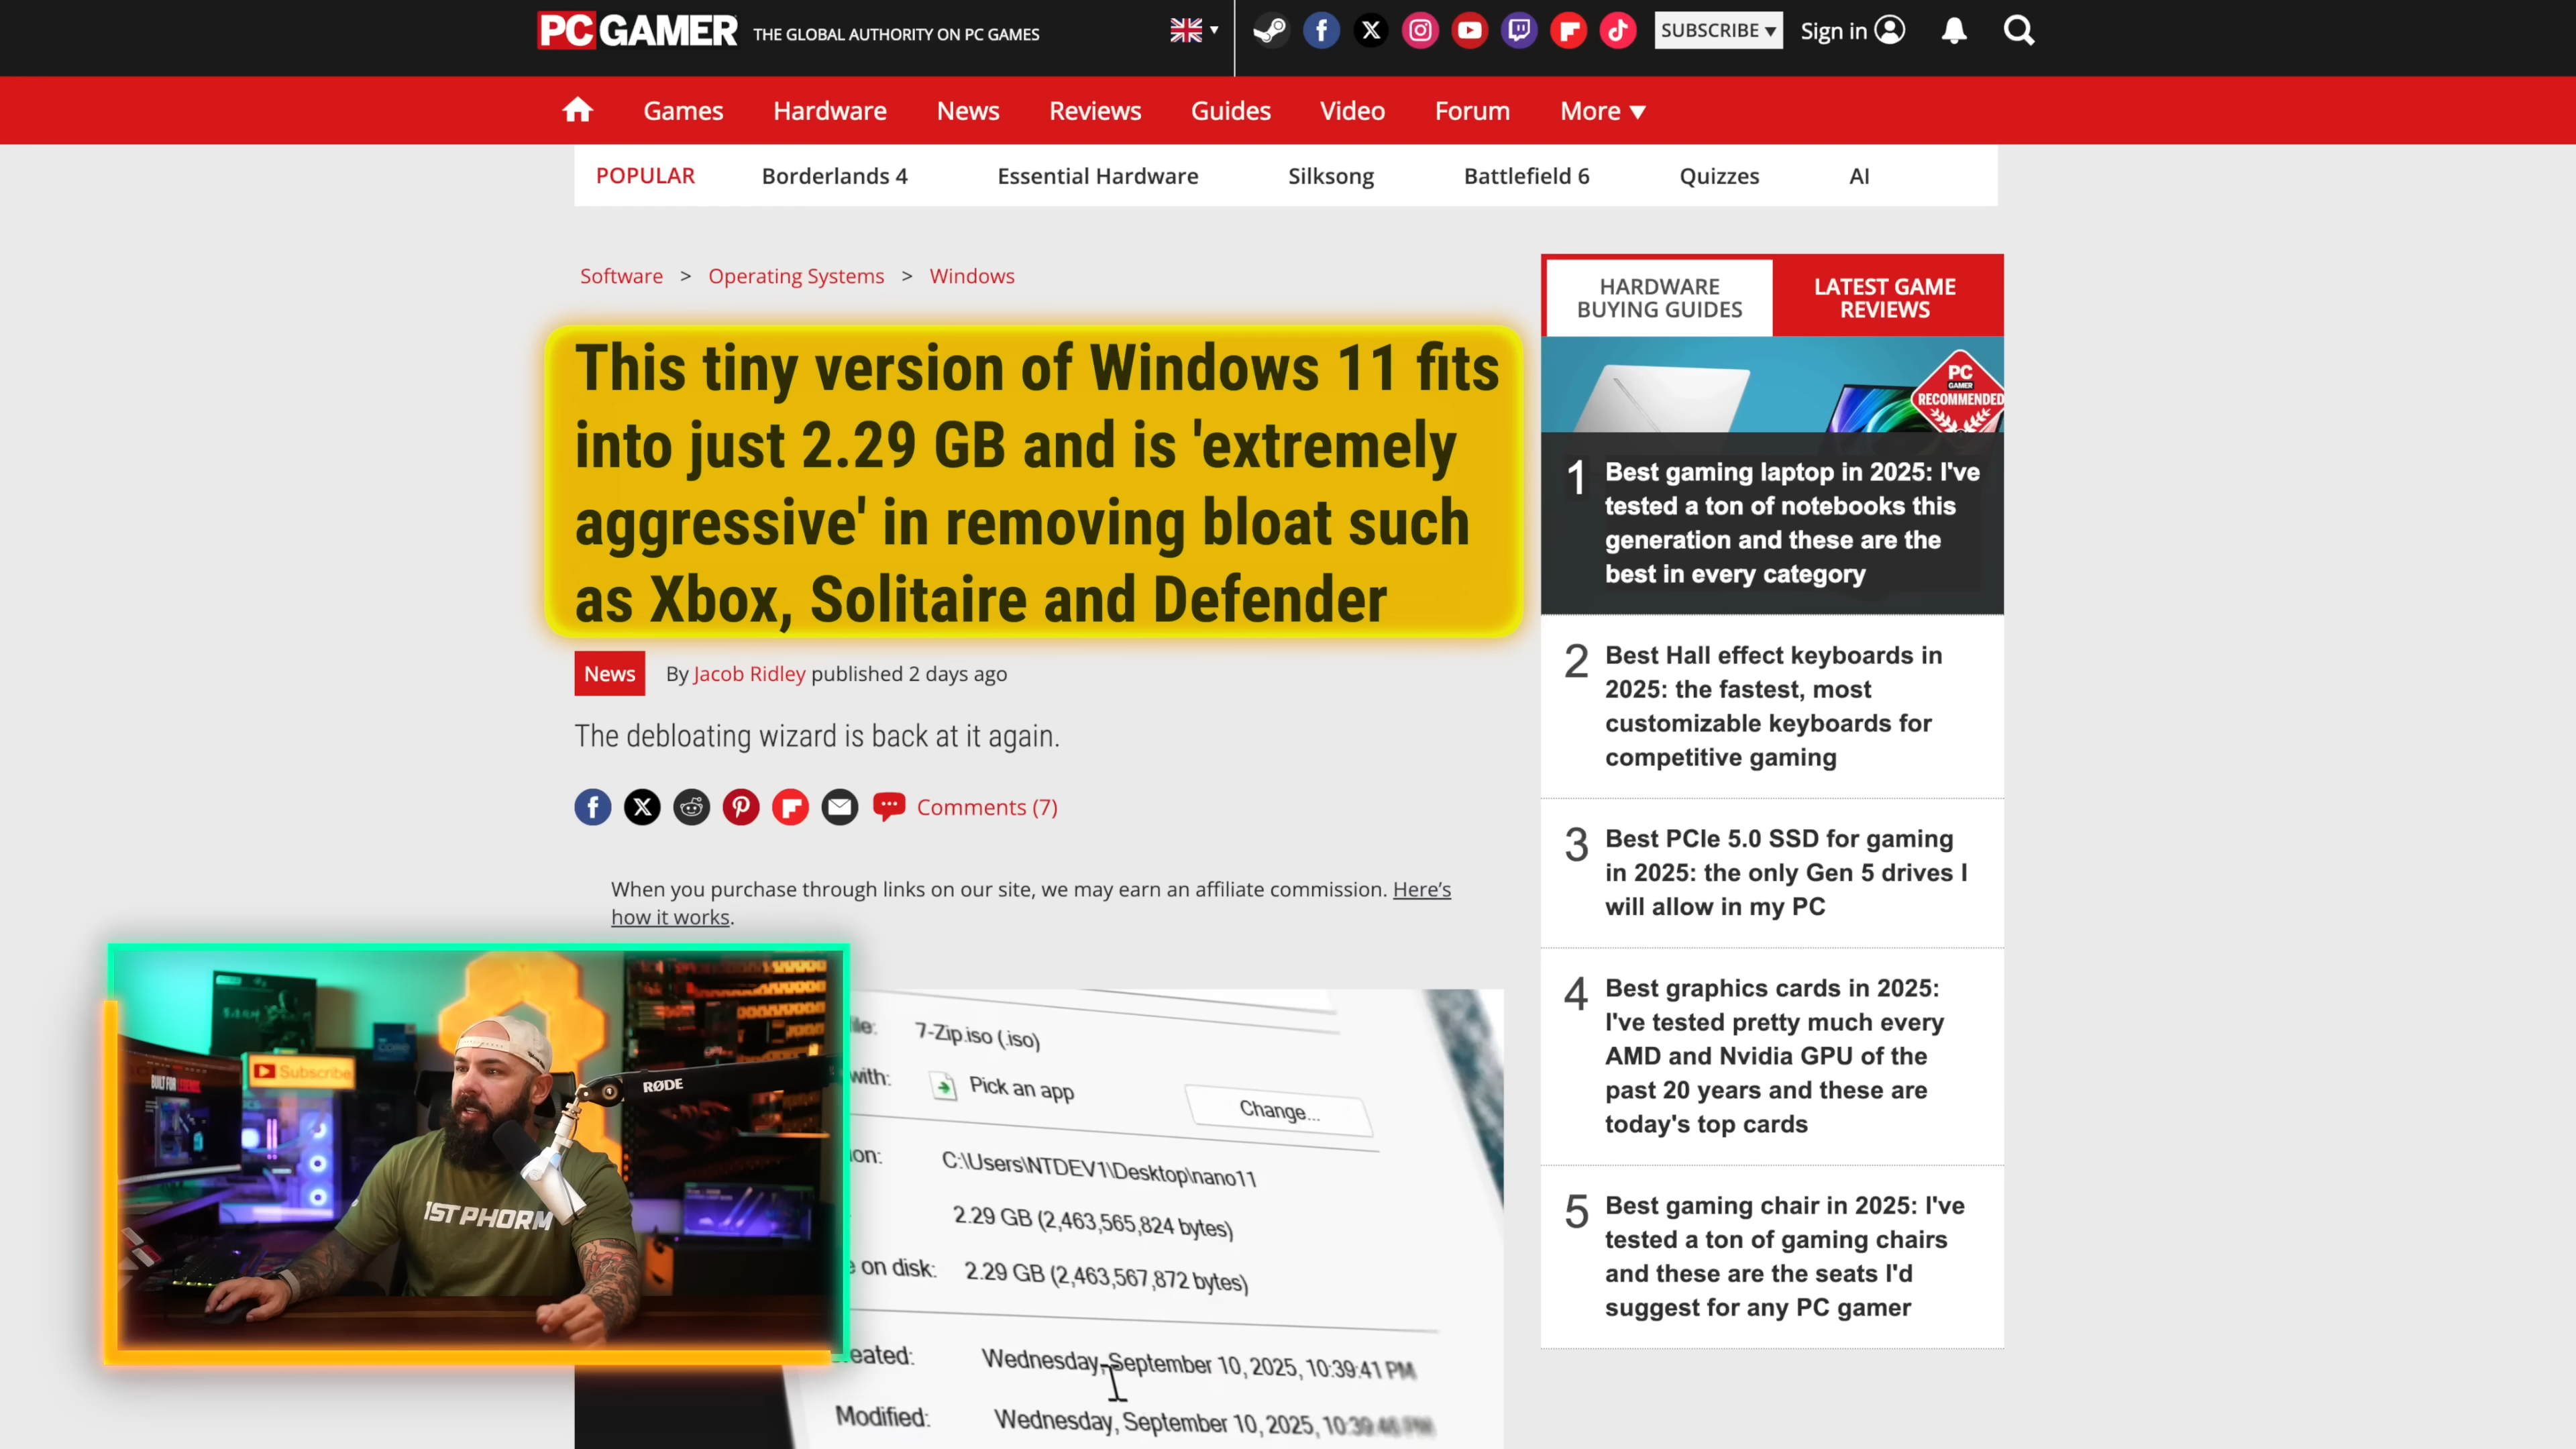 PC GAMER THE GLOBAL AUTHORITY ON PC GAMES
SUBSCRIBE ▼ Sign in
Games Hardware News Reviews Guides Video Forum More ▼
POPULAR Borderlands 4 Essential Hardware Silksong Battlefield 6 Quizzes AI
Software > Operating Systems > Windows
This tiny version of Windows 11 fits
into just 2.29 GB and is 'extremely
aggressive' in removing bloat such
as Xbox, Solitaire and Defender
News By Jacob Ridley published 2 days ago
The debloating wizard is back at it again.
Comments (7)
When you purchase through links on our site, we may earn an affiliate commission. Here's
how it works.
7-Zip.iso (.iso)
with: Pick an app Change...
C:\Users\NTDEV1\Desktop\nano11
2.29 GB (2,463,565,824 bytes)
on disk: 2.29 GB (2,463,567,872 bytes)
Wednesday, September 10, 2025, 10:39:41 PM
Modified: Wednesday, September 10, 2025,
Subscribe
RØDE
1ST PHORM
HARDWARE
BUYING GUIDES
LATEST GAME
REVIEWS
PC
GAMER
RECOMMENDED
1 Best gaming laptop in 2025: I've
tested a ton of notebooks this
generation and these are the
best in every category
2 Best Hall effect keyboards in
2025: the fastest, most
customizable keyboards for
competitive gaming
3 Best PCIe 5.0 SSD for gaming
in 2025: the only Gen 5 drives I
will allow in my PC
4 Best graphics cards in 2025:
I've tested pretty much every
AMD and Nvidia GPU of the
past 20 years and these are
today's top cards
5 Best gaming chair in 2025: I've
tested a ton of gaming chairs
and these are the seats I'd
suggest for any PC gamer